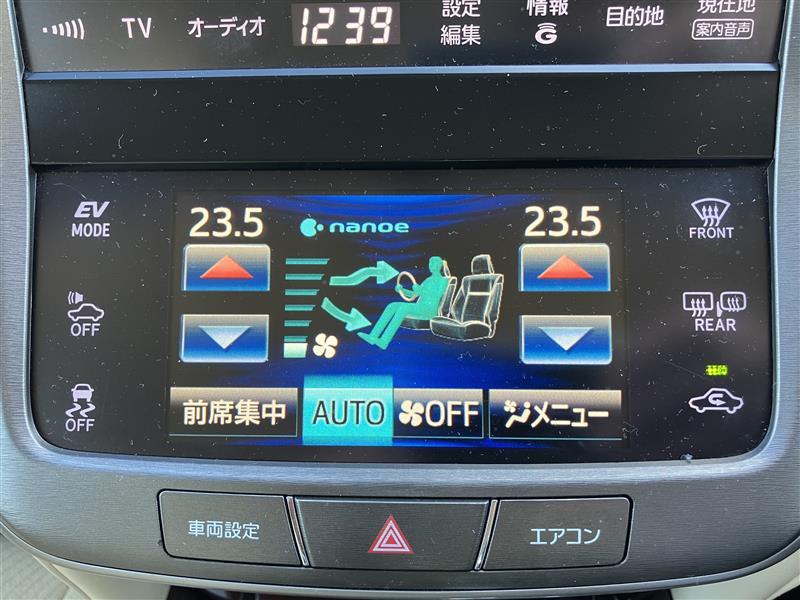 TV オーディオ 12:39 設定 編集 情報 G 目的地 現在地 案内音声
EV MODE
23.5 nanoe 23.5
FRONT
OFF
REAR
OFF
前席集中 AUTO OFF メニュー
車両設定 エアコン